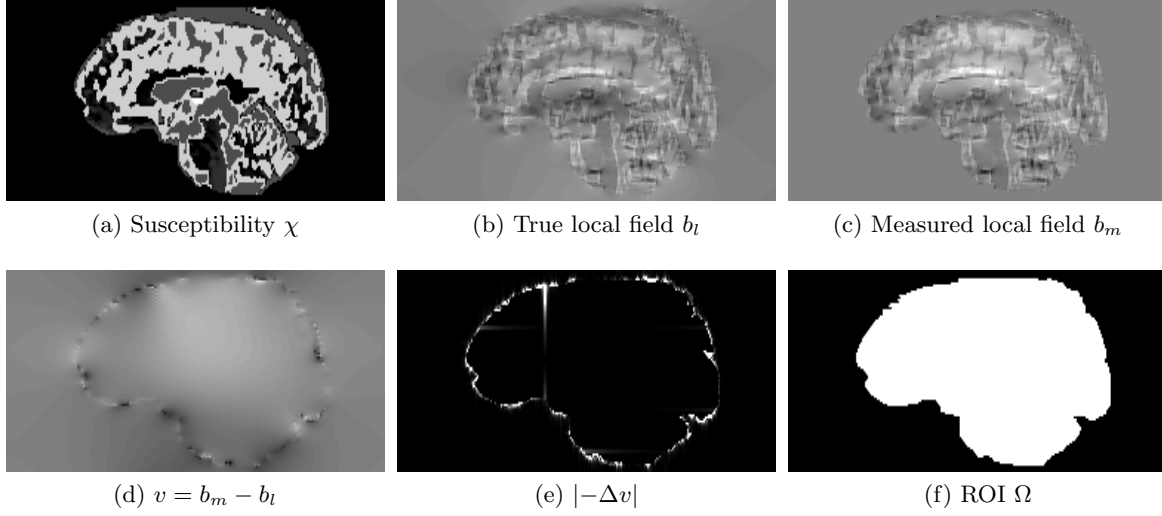 (a) Susceptibility χ
(b) True local field b_l
(c) Measured local field b_m
(d) v = b_m − b_l
(e) |−Δv|
(f) ROI Ω